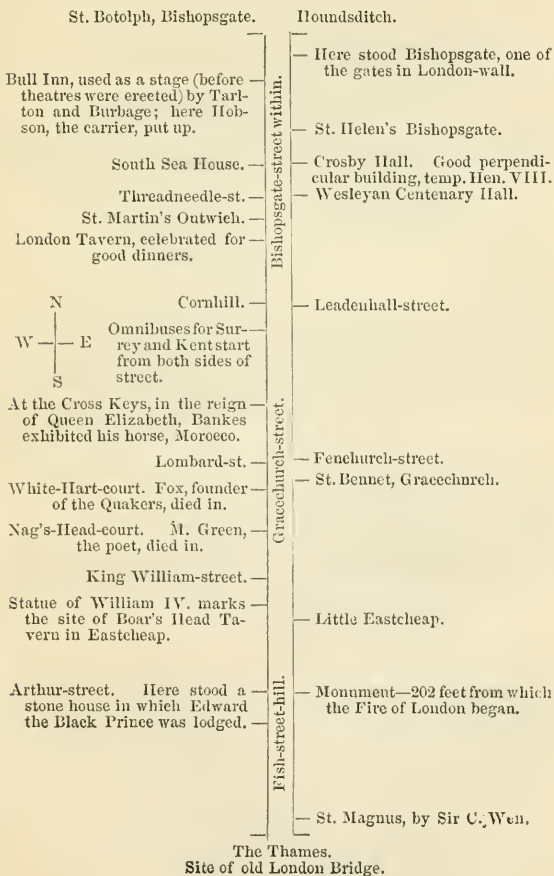 St. Botolph, Bishopsgate. Houndsditch.
Here stood Bishopsgate, one of
the gates in London-wall.
Bull Inn, used as a stage (before
theatres were erected) by Tarl-
ton and Burbage; here Hob-
son, the carrier, put up.
St. Helen's Bishopsgate.
South Sea House.
Crosby Hall. Good perpendi-
cular building, temp. Hen. VIII.
Threadneedle-st.
Wesleyan Centenary Hall.
St. Martin's Outwich.
London Tavern, celebrated for
good dinners.
Bishopsgate-street within.
Cornhill.
Leadenhall-street.
N
W E
S
Omnibuses for Sur-
rey and Kent start
from both sides of
street.
At the Cross Keys, in the reign
of Queen Elizabeth, Bankes
exhibited his horse, Morocco.
Gracechurch-street.
Lombard-st.
Fenchurch-street.
White-Hart-court. Fox, founder
of the Quakers, died in.
St. Bennet, Gracechurch.
Nag's-Head-court. M. Green,
the poet, died in.
King William-street.
Statue of William IV. marks
the site of Boar's Head Ta-
vern in Eastcheap.
Little Eastcheap.
Arthur-street. Here stood a
stone house in which Edward
the Black Prince was lodged.
Monument—202 feet from which
the Fire of London began.
Fish-street-hill.
St. Magnus, by Sir C. Wen.
The Thames.
Site of old London Bridge.